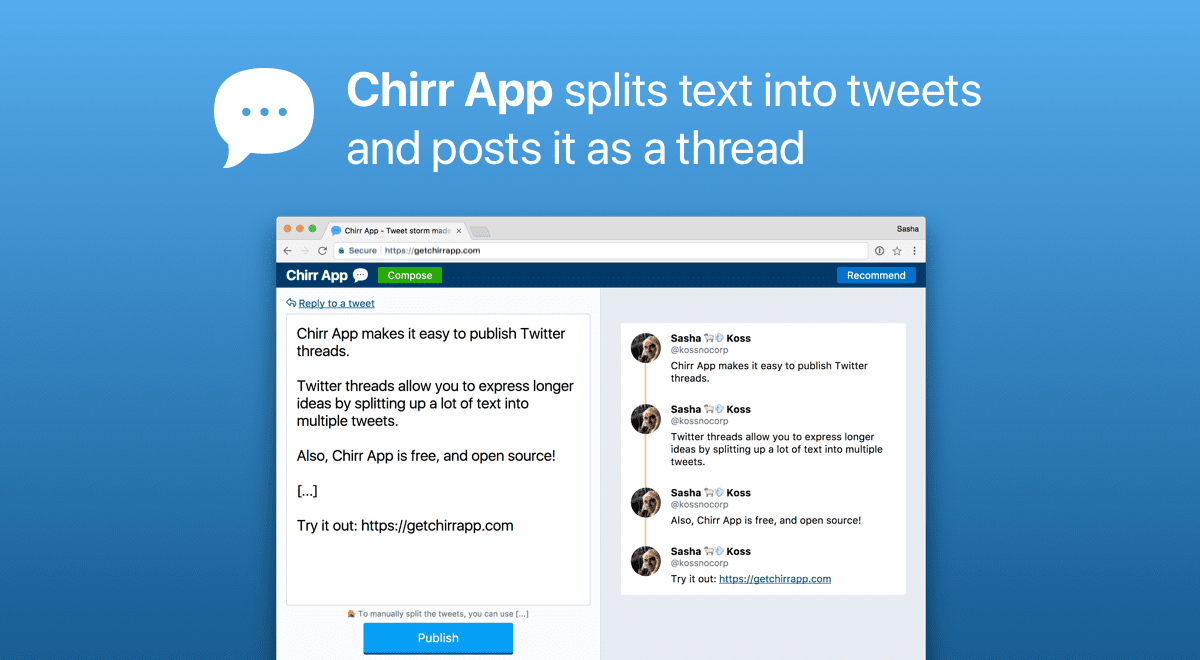 Chirr App splits text into tweets
and posts it as a thread
Chirr App - Tweet storm made
Sasha
Secure
https://getchirrapp.com
Chirr App
Compose
Recommend
Reply to a tweet
Chirr App makes it easy to publish Twitter
threads.
Twitter threads allow you to express longer
ideas by splitting up a lot of text into
multiple tweets.
Also, Chirr App is free, and open source!
[...]
Try it out: https://getchirrapp.com
To manually split the tweets, you can use [...]
Publish
Sasha 🐑💨 Koss
@kossnocorp
Chirr App makes it easy to publish Twitter
threads.
Sasha 🐑💨 Koss
@kossnocorp
Twitter threads allow you to express longer
ideas by splitting up a lot of text into multiple
tweets.
Sasha 🐑💨 Koss
@kossnocorp
Also, Chirr App is free, and open source!
Sasha 🐑💨 Koss
@kossnocorp
Try it out: https://getchirrapp.com